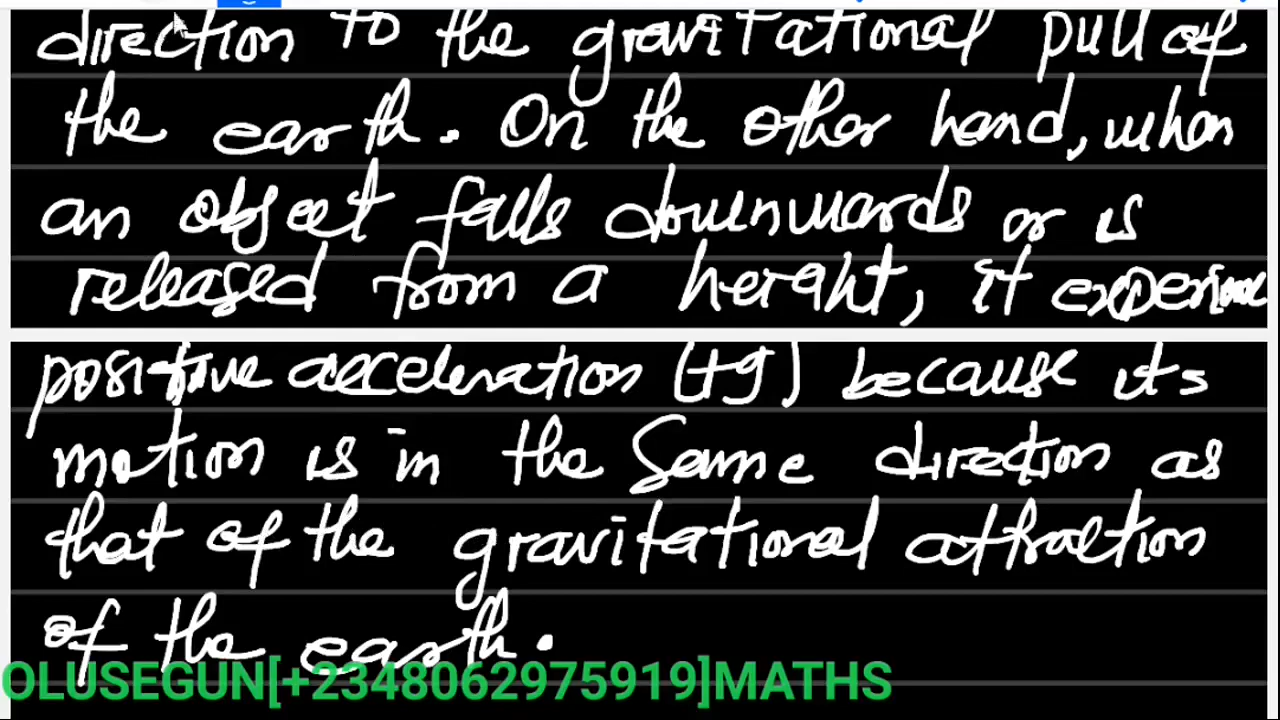 direction to the gravitational pull of
the earth. On the other hand, when
an object falls downwards or is
released from a height, it
positive acceleration (+g) because its
motion is in the same direction as
that of the gravitational attraction
of the earth.
OLUSEGUN[+2348062975919]MATHS